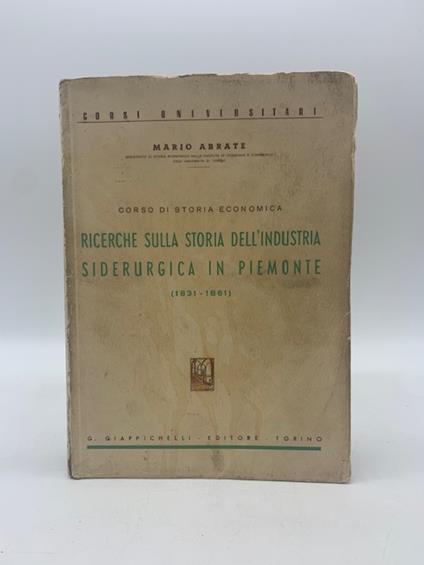 CORSI UNIVERSITARI
MARIO ABRATE
CORSO DI STORIA ECONOMICA
RICERCHE SULLA STORIA DELL'INDUSTRIA
SIDERURGICA IN PIEMONTE
(1831-1861)
G. GIAPPICHELLI - EDITORE - TORINO